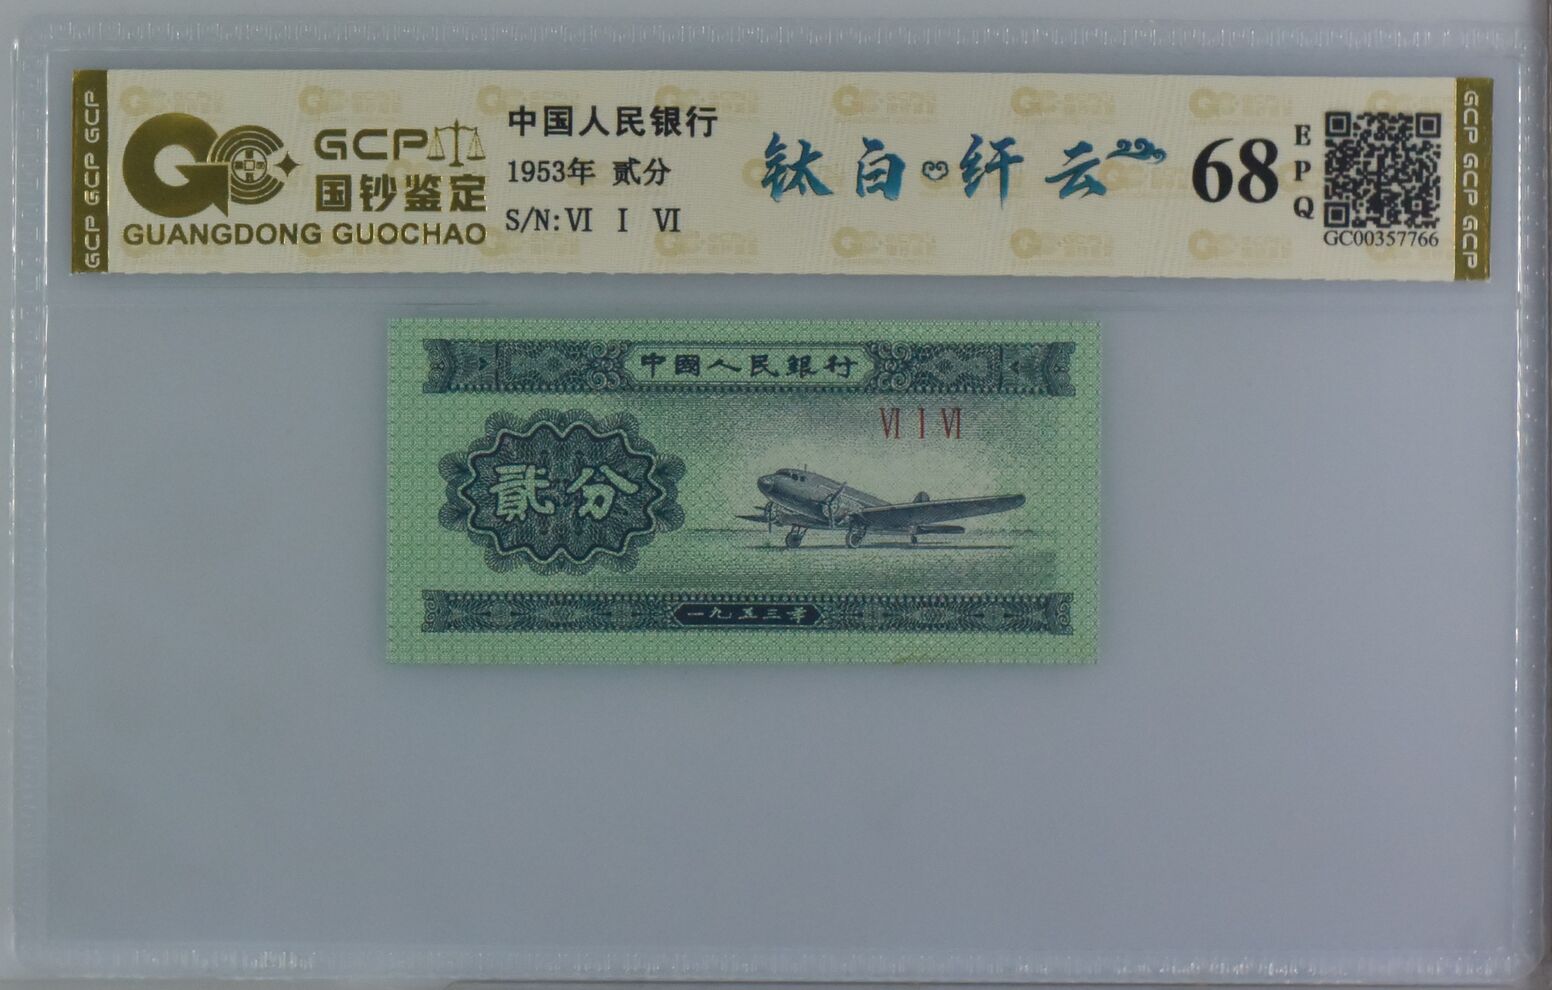 GCP GCP GCP
GCP
国钞鉴定
GUANGDONG GUOCHAO
中国人民银行
1953年 贰分
S/N: Ⅵ Ⅰ Ⅵ
钛白 纤云
68
EPQ
GC00357766
GCP GCP GCP
中國人民銀行
Ⅵ Ⅰ Ⅵ
貳分
一九五三年